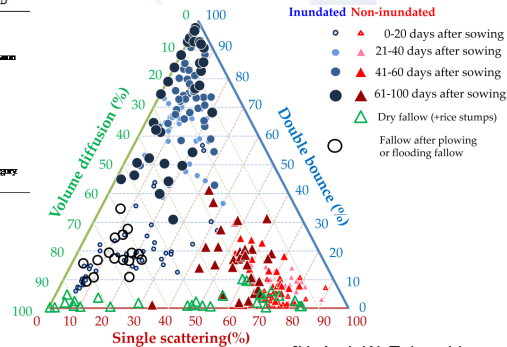 Inundated Non-inundated
0-20 days after sowing
21-40 days after sowing
41-60 days after sowing
61-100 days after sowing
Dry fallow (+rice stumps)
Fallow after plowing
or flooding fallow
Volume diffusion (%)
0
10
20
30
40
50
60
70
80
90
100
Double bounce (%)
100
90
80
70
60
50
40
30
20
10
0
0 10 20 30 40 50 60 70 80 90 100
Single scattering(%)